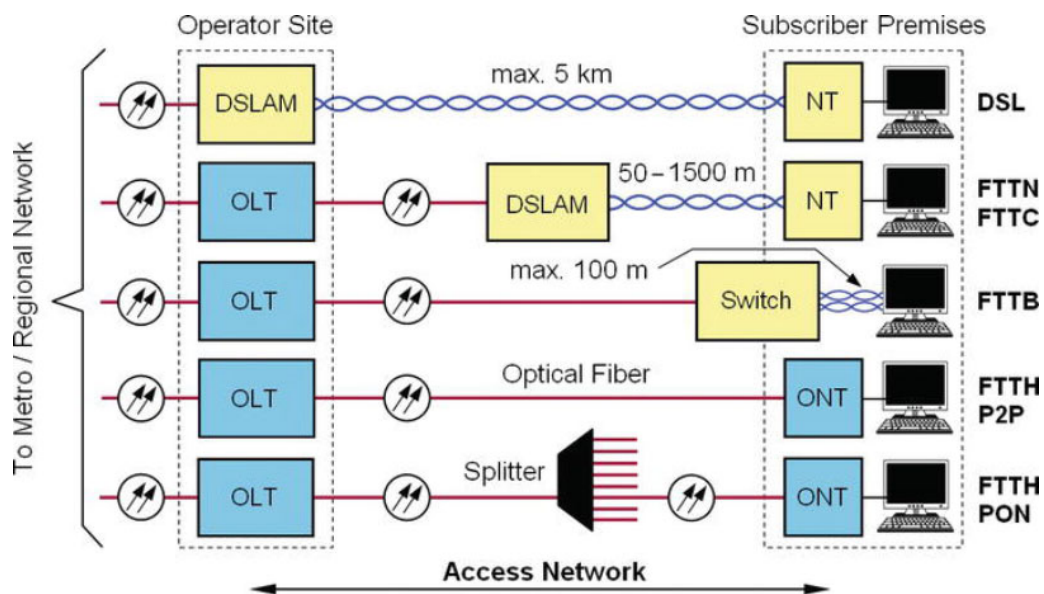 Operator Site
Subscriber Premises
To Metro / Regional Network
DSLAM
max. 5 km
NT
DSL
OLT
DSLAM
50–1500 m
NT
FTTN
FTTC
OLT
max. 100 m
Switch
FTTB
OLT
Optical Fiber
ONT
FTTH
P2P
OLT
Splitter
ONT
FTTH
PON
Access Network